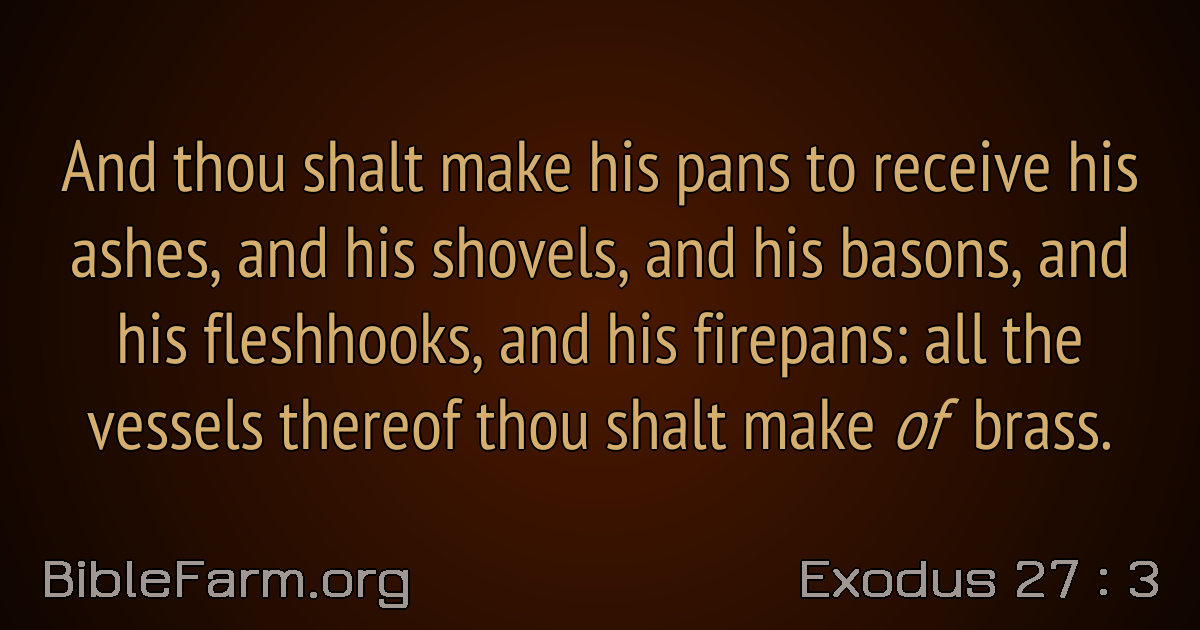 And thou shalt make his pans to receive his
ashes, and his shovels, and his basons, and
his fleshhooks, and his firepans: all the
vessels thereof thou shalt make of brass.
BibleFarm.org
Exodus 27 : 3